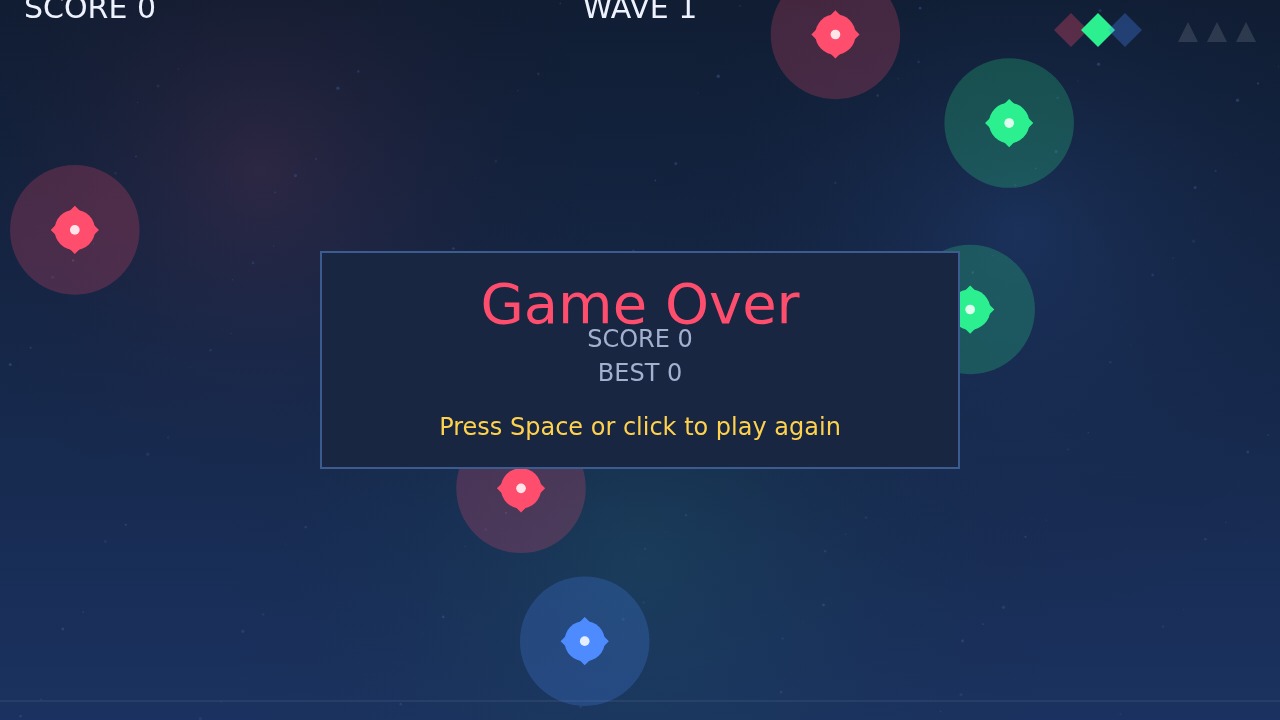 SCORE 0
WAVE 1
Game Over
SCORE 0
BEST 0
Press Space or click to play again